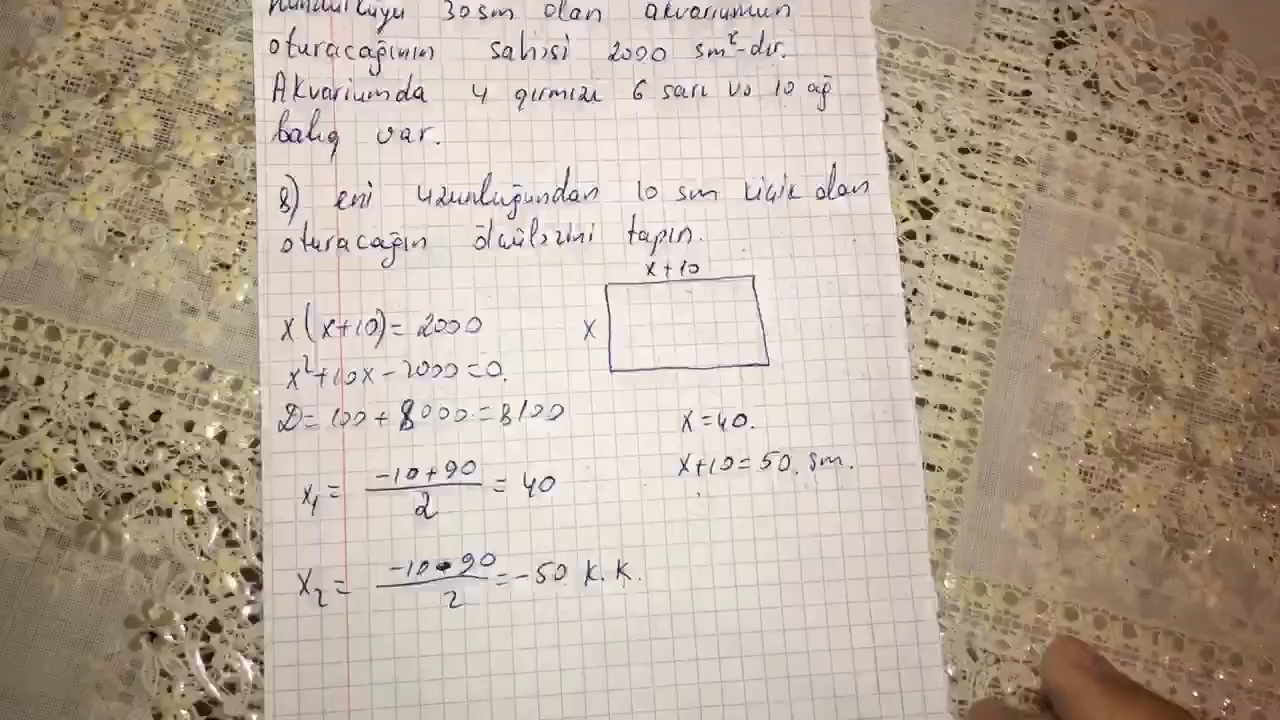 30 sm olan akvariumun
oturacağının sahəsi 2000 sm²-dir.
Akvariumda 4 qırmızı 6 sarı və 10 ağ
balıq var.
8) eni uzunluğundan 10 sm kiçik olan
oturacağın ölçülərini tapın.
x+10
x
x(x+10)=2000
x²+10x-2000=0.
D=100+8000=8100
x=40.
x+10=50. sm.
x₁= (-10+90)/2 = 40
x₂= (-10-90)/2 = -50 K.K.